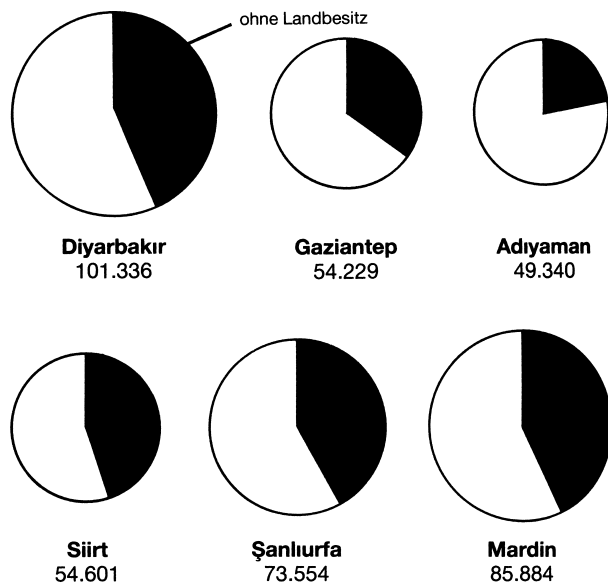 ohne Landbesitz
Diyarbakır
101.336
Gaziantep
54.229
Adıyaman
49.340
Siirt
54.601
Şanlıurfa
73.554
Mardin
85.884